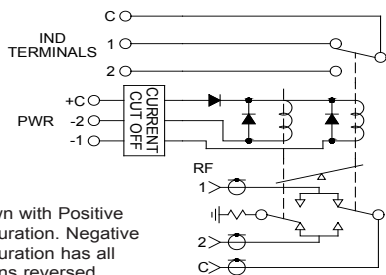 C
IND
TERMINALS
1
2
+C
PWR
-2
-1
CURRENT
CUT OFF
RF
1
2
C
wn with Positive
uration. Negative
uration has all
ns reversed